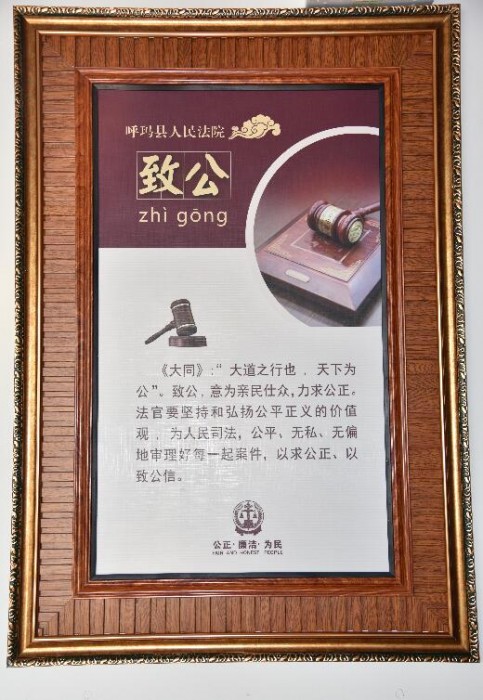 呼玛县人民法院
致公
zhì gōng
《大同》:“大道之行也，天下为
公”。致公，意为亲民仕众,力求公正。
法官要坚持和弘扬公平正义的价值
观，为人民司法，公平、无私、无偏
地审理好每一起案件，以求公正、以
致公信。
公正·廉洁·为民
AND HONEST PEOPLE